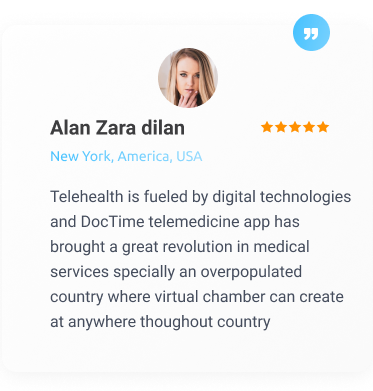 Alan Zara dilan
New York, America, USA
Telehealth is fueled by digital technologies
and DocTime telemedicine app has
brought a great revolution in medical
services specially an overpopulated
country where virtual chamber can create
at anywhere thoughout country